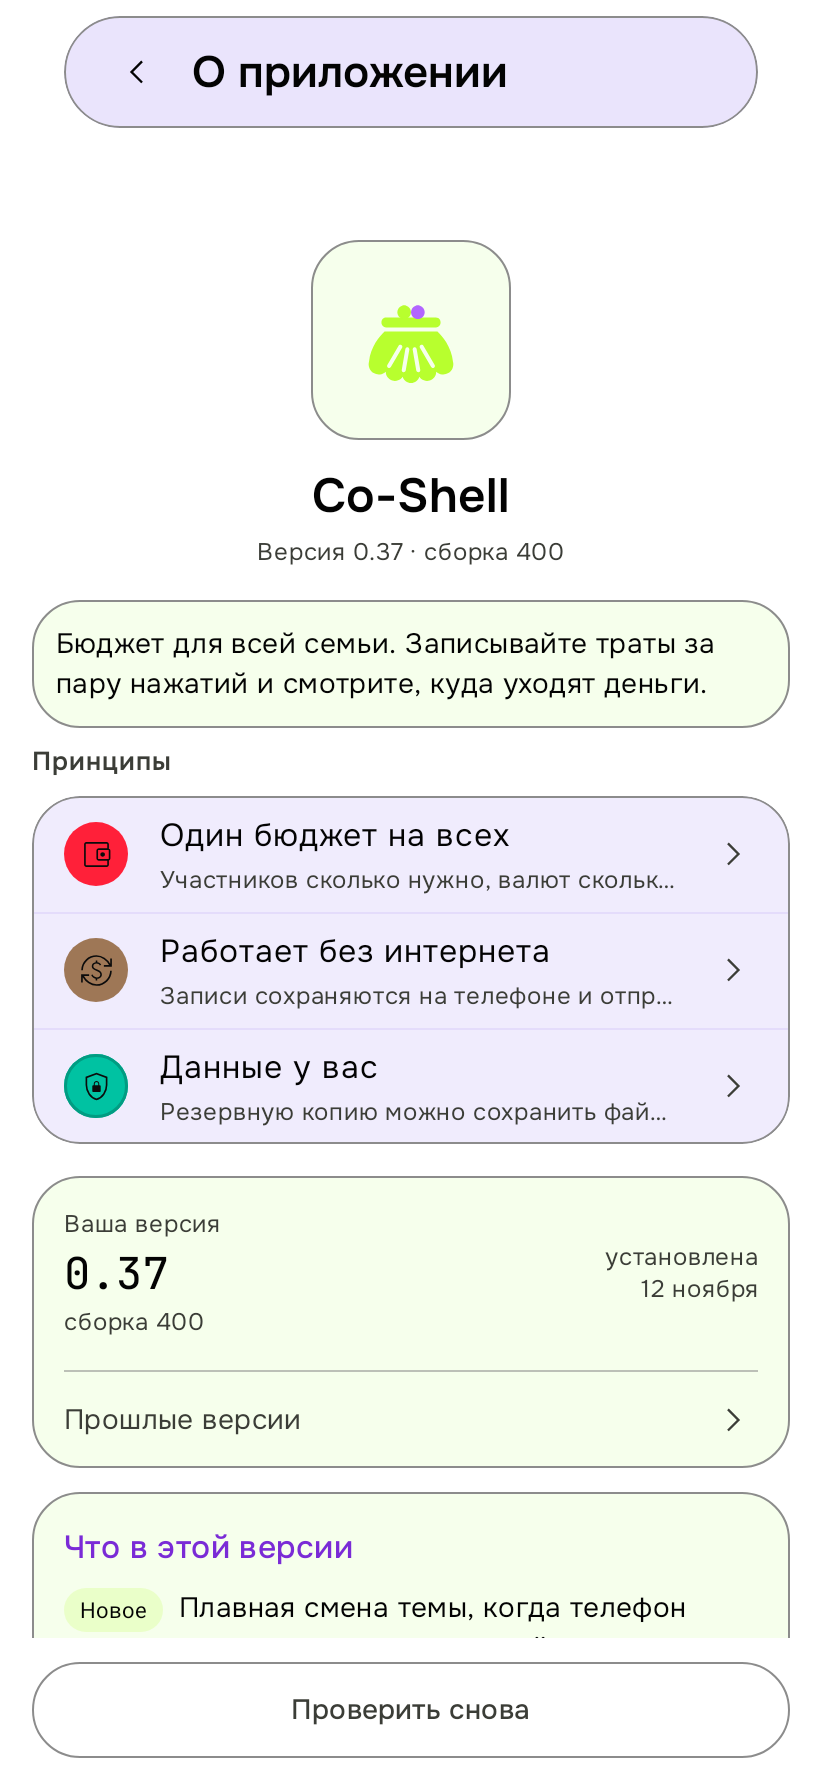 О приложении
Co-Shell
Версия 0.37 · сборка 400
Бюджет для всей семьи. Записывайте траты за
пару нажатий и смотрите, куда уходят деньги.
Принципы
Один бюджет на всех
Участников сколько нужно, валют скольк...
Работает без интернета
Записи сохраняются на телефоне и отпр...
Данные у вас
Резервную копию можно сохранить фай...
Ваша версия
0.37
сборка 400
установлена
12 ноября
Прошлые версии
Что в этой версии
Новое Плавная смена темы, когда телефон
Проверить снова